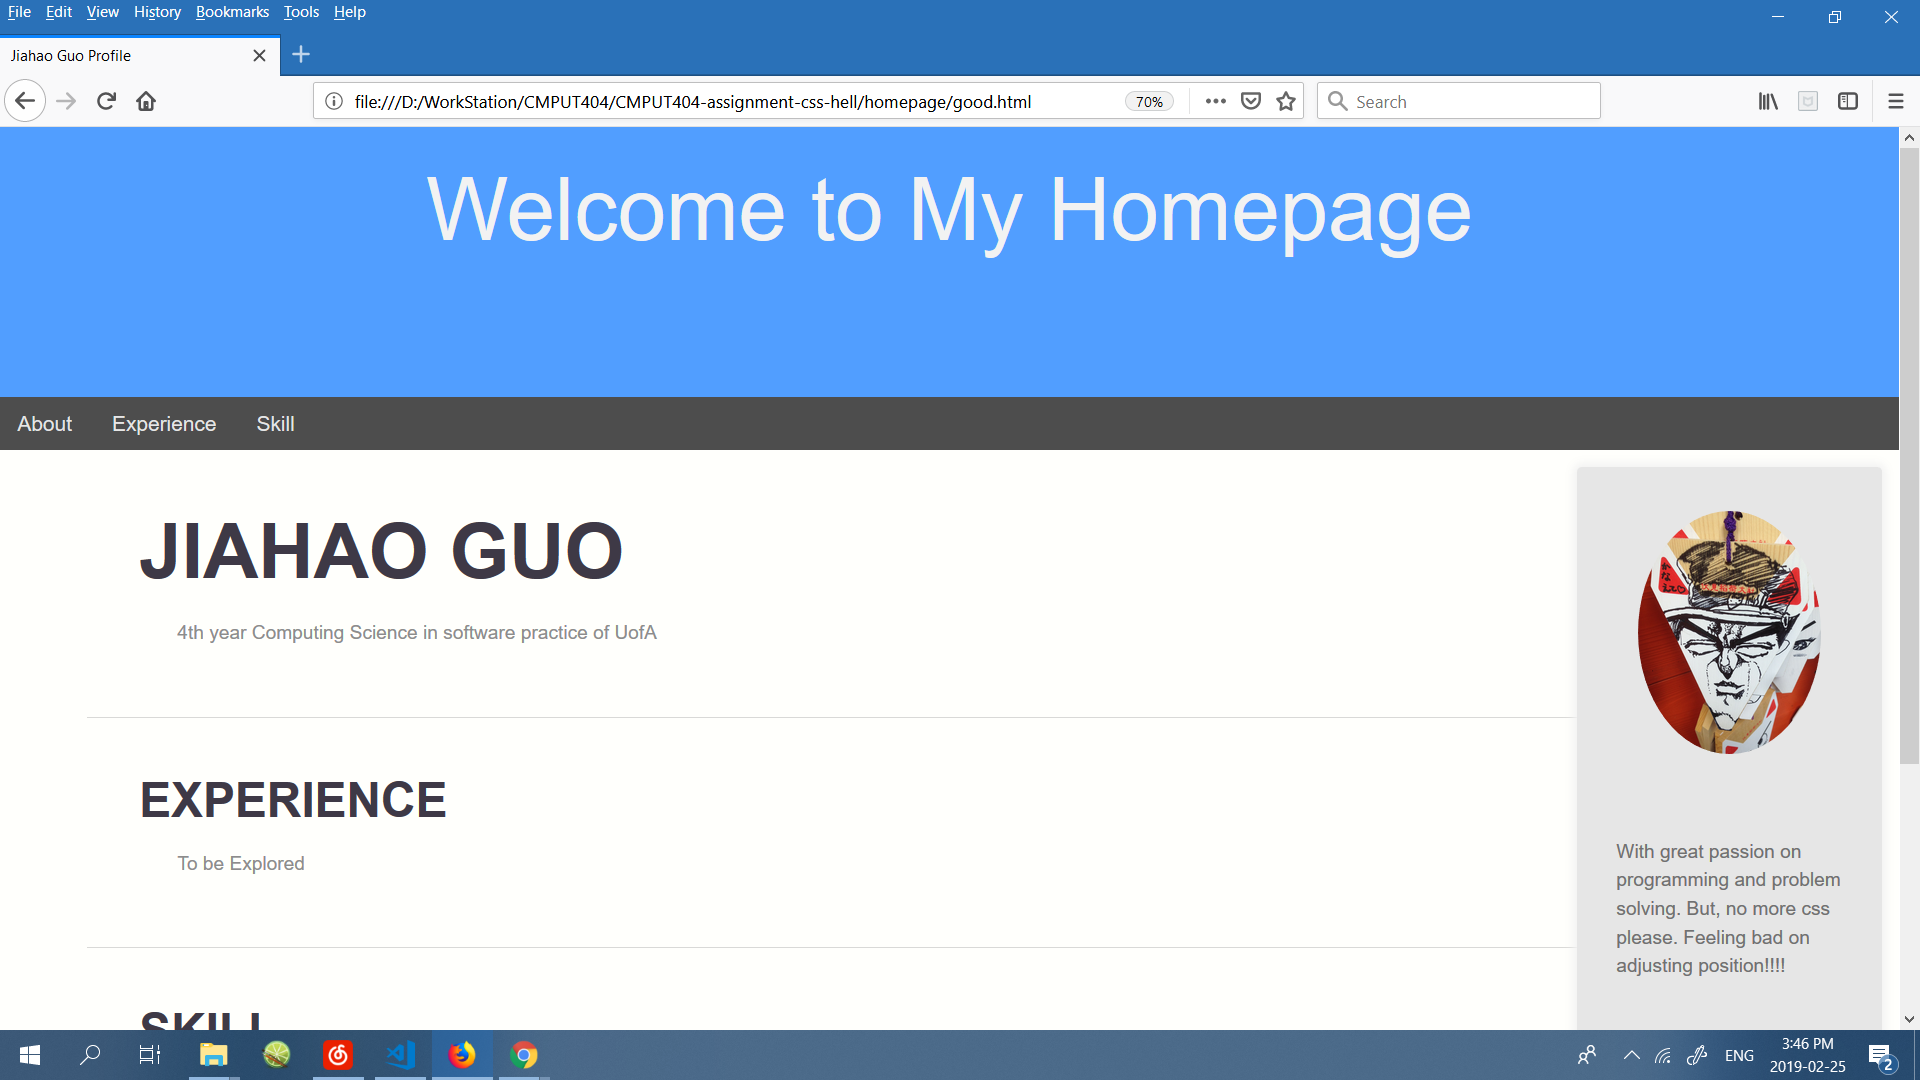 File Edit View History Bookmarks Tools Help
Jiahao Guo Profile
file:///D:/WorkStation/CMPUT404/CMPUT404-assignment-css-hell/homepage/good.html
70%
Search
Welcome to My Homepage
About Experience Skill
JIAHAO GUO
4th year Computing Science in software practice of UofA
EXPERIENCE
To be Explored
SKILL
With great passion on
programming and problem
solving. But, no more css
please. Feeling bad on
adjusting position!!!!
ENG
3:46 PM
2019-02-25
2